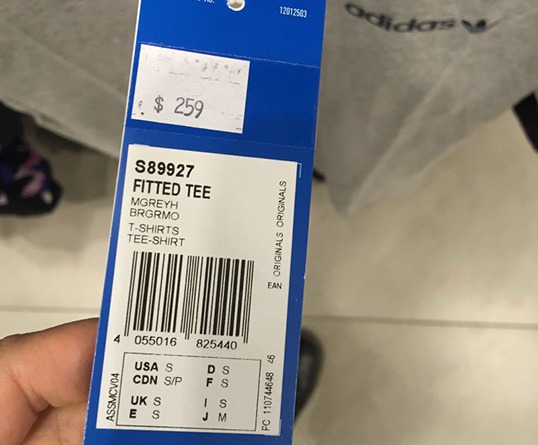 12012503
adidas
$ 259
S89927
FITTED TEE
MGREYH
BRGRMO
T-SHIRTS
TEE-SHIRT
EAN ORIGINALS ORIGINALS
4 055016 825440
USA S D S
CDN S/P F S
UK S I S
E S J M
ASSMCV04
PC 110744648 46